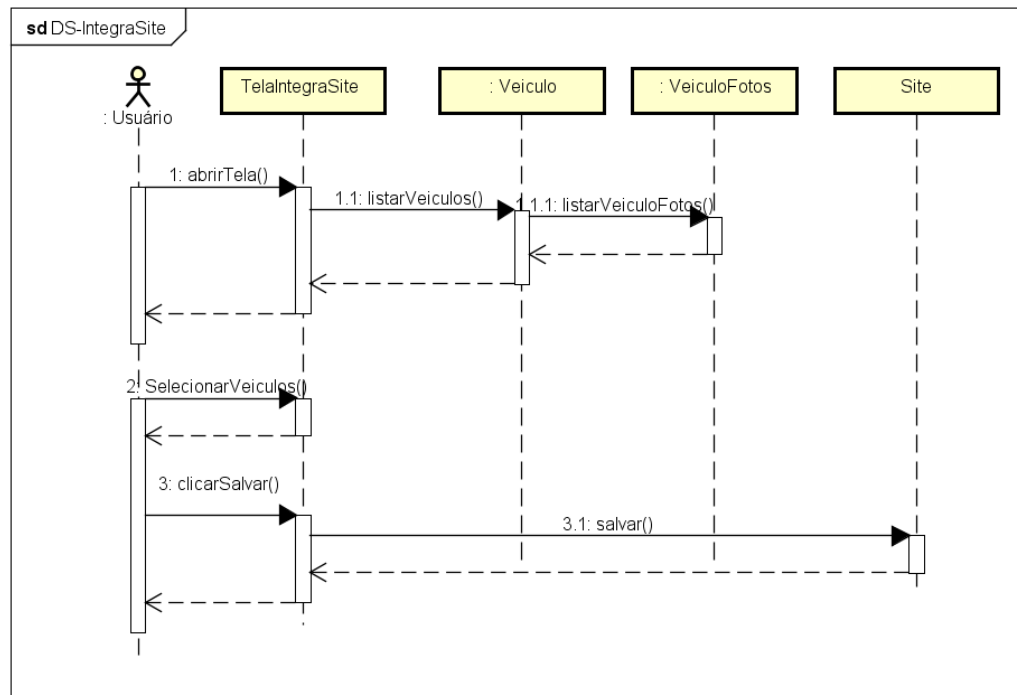 sd DS-IntegraSite
: Usuário
TelaIntegraSite
: Veiculo
: VeiculoFotos
Site
1: abrirTela()
1.1: listarVeiculos()
1.1.1: listarVeiculoFotos()
2: SelecionarVeiculos()
3: clicarSalvar()
3.1: salvar()